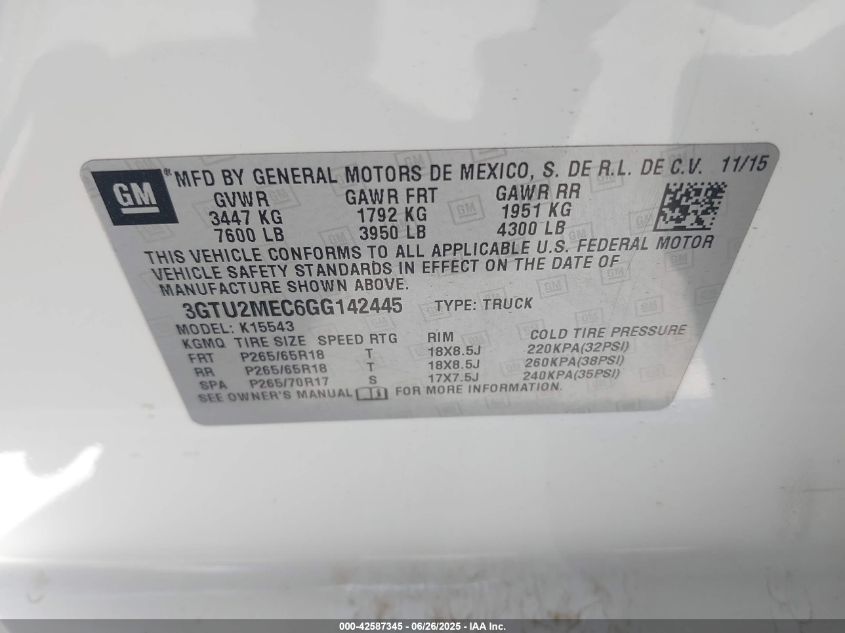 GM ® MFD BY GENERAL MOTORS DE MEXICO, S. DE R.L. DE C.V. 11/15
GVWR GAWR FRT GAWR RR
3447 KG 1792 KG 1951 KG
7600 LB 3950 LB 4300 LB
THIS VEHICLE CONFORMS TO ALL APPLICABLE U.S. FEDERAL MOTOR
VEHICLE SAFETY STANDARDS IN EFFECT ON THE DATE OF
MANUFACTURE SHOWN ABOVE.
3GTU2MEC6GG142445 TYPE: TRUCK
MODEL: K15543
KGMQ TIRE SIZE SPEED RTG RIM COLD TIRE PRESSURE
FRT P265/65R18 T 18X8.5J 220KPA(32PSI)
RR P265/65R18 T 18X8.5J 260KPA(38PSI)
SPA P265/70R17 S 17X7.5J 240KPA(35PSI)
SEE OWNER'S MANUAL FOR MORE INFORMATION.
000-42587345 - 06/26/2025 - IAA Inc.